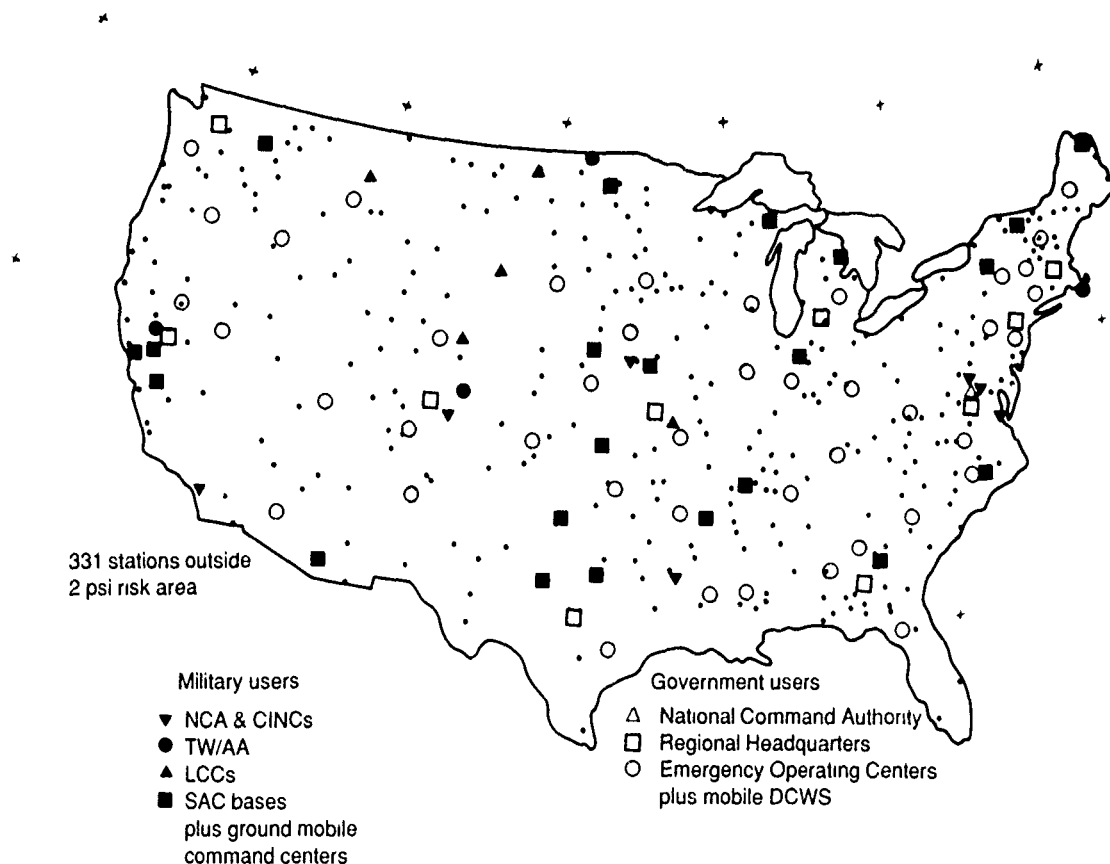 331 stations outside
2 psi risk area
Military users
NCA & CINCs
TW/AA
LCCs
SAC bases
plus ground mobile
command centers
Government users
National Command Authority
Regional Headquarters
Emergency Operating Centers
plus mobile DCWS